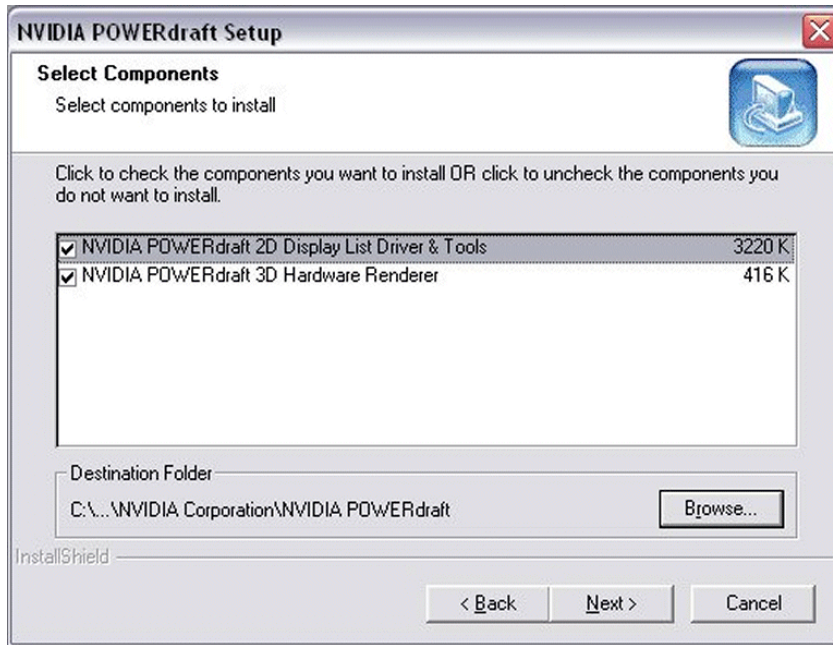 NVIDIA POWERdraft Setup
Select Components
Select components to install
Click to check the components you want to install OR click to uncheck the components you
do not want to install.
NVIDIA POWERdraft 2D Display List Driver & Tools 3220 K
NVIDIA POWERdraft 3D Hardware Renderer 416 K
Destination Folder
C:\...\NVIDIA Corporation\NVIDIA POWERdraft Browse...
InstallShield
< Back Next > Cancel